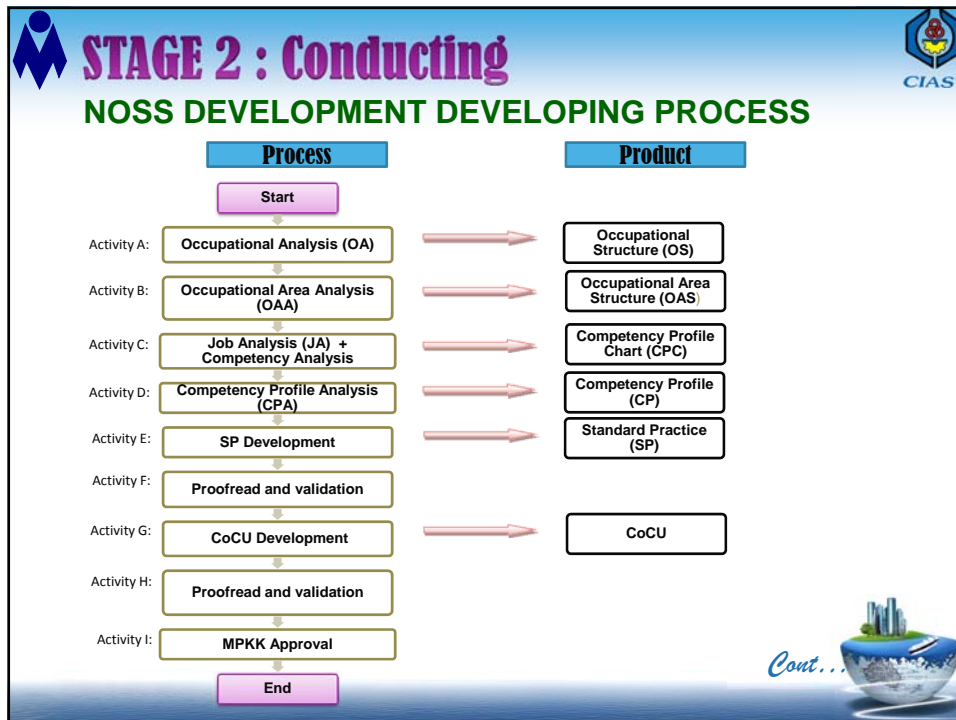 STAGE 2 : Conducting
CIAST
NOSS DEVELOPMENT DEVELOPING PROCESS
Process
Product
Start
Activity A:
Occupational Analysis (OA)
Occupational
Structure (OS)
Activity B:
Occupational Area Analysis
(OAA)
Occupational Area
Structure (OAS)
Activity C:
Job Analysis (JA) +
Competency Analysis
Competency Profile
Chart (CPC)
Activity D:
Competency Profile Analysis
(CPA)
Competency Profile
(CP)
Activity E:
SP Development
Standard Practice
(SP)
Activity F:
Proofread and validation
Activity G:
CoCU Development
CoCU
Activity H:
Proofread and validation
Activity I:
MPKK Approval
End
Cont...